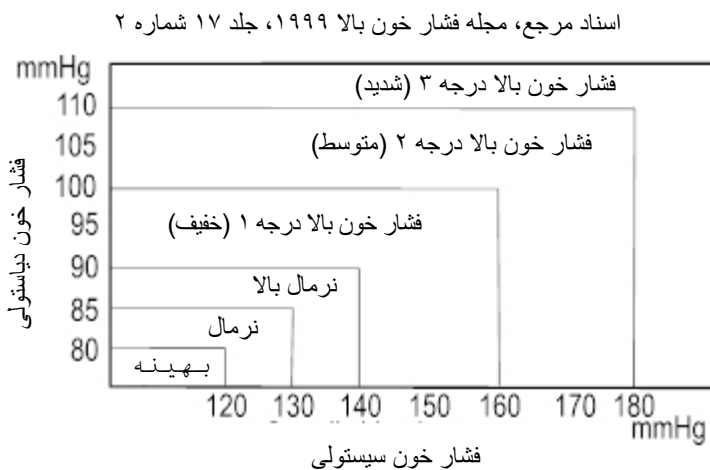 اسناد مرجع، مجله فشار خون بالا ۱۹۹۹، جلد ۱۷ شماره ۲
mmHg
فشار خون بالا درجه ۳ (شدید)
110
فشار خون بالا درجه ۲ (متوسط)
105
100
فشار خون بالا درجه ۱ (خفیف)
95
90
نرمال بالا
85
نرمال
80
بـهـیـنـه
فشار خون دیاستولی
120 130 140 150 160 170 180
mmHg
فشار خون سیستولی